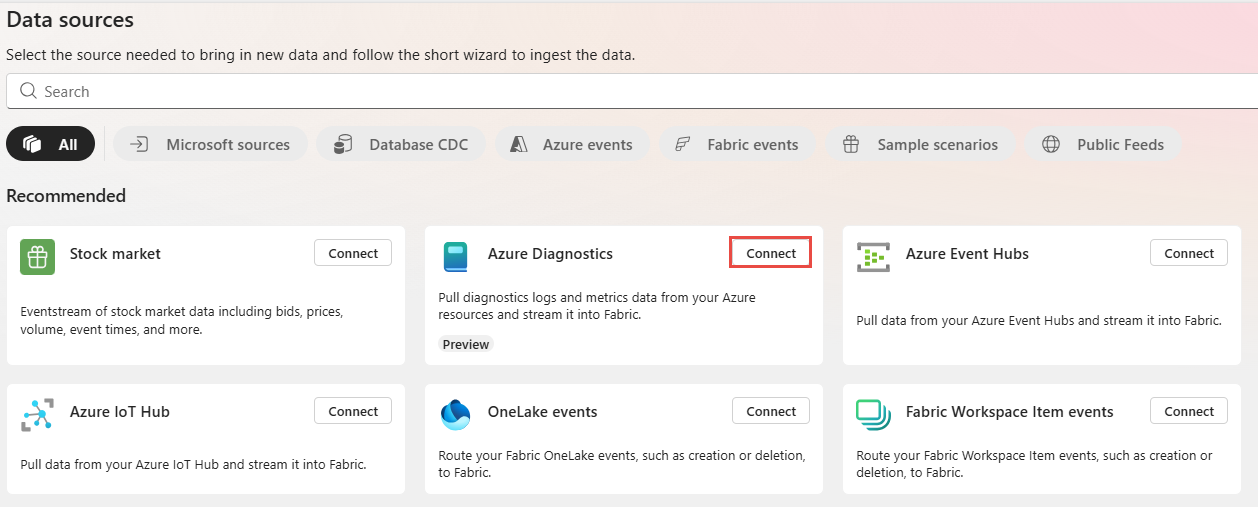 Data sources
Select the source needed to bring in new data and follow the short wizard to ingest the data.
Search
All
Microsoft sources
Database CDC
Azure events
Fabric events
Sample scenarios
Public Feeds
Recommended
Stock market
Connect
Eventstream of stock market data including bids, prices,
volume, event times, and more.
Azure Diagnostics
Connect
Pull diagnostics logs and metrics data from your Azure
resources and stream it into Fabric.
Preview
Azure Event Hubs
Connect
Pull data from your Azure Event Hubs and stream it into Fabric.
Azure IoT Hub
Connect
Pull data from your Azure IoT Hub and stream it into Fabric.
OneLake events
Connect
Route your Fabric OneLake events, such as creation or deletion,
to Fabric.
Fabric Workspace Item events
Connect
Route your Fabric Workspace Item events, such as creation or
deletion, to Fabric.